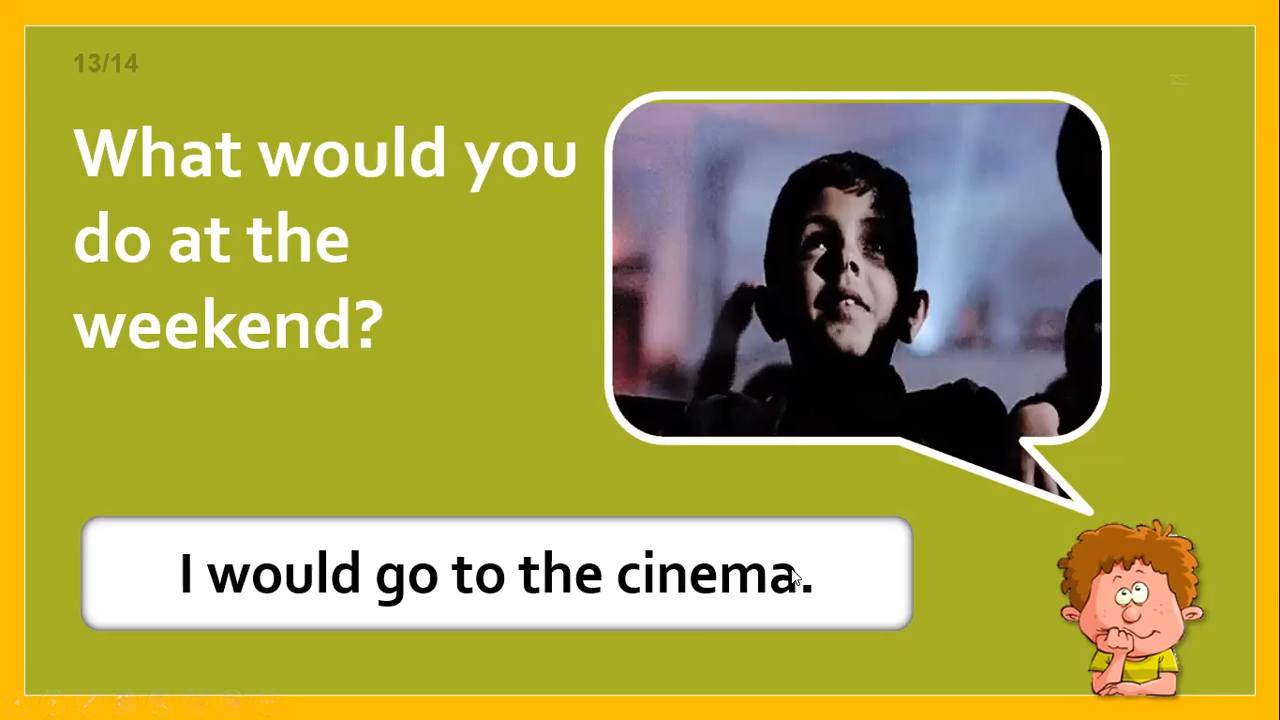 13/14
What would you
do at the
weekend?
I would go to the cinema.